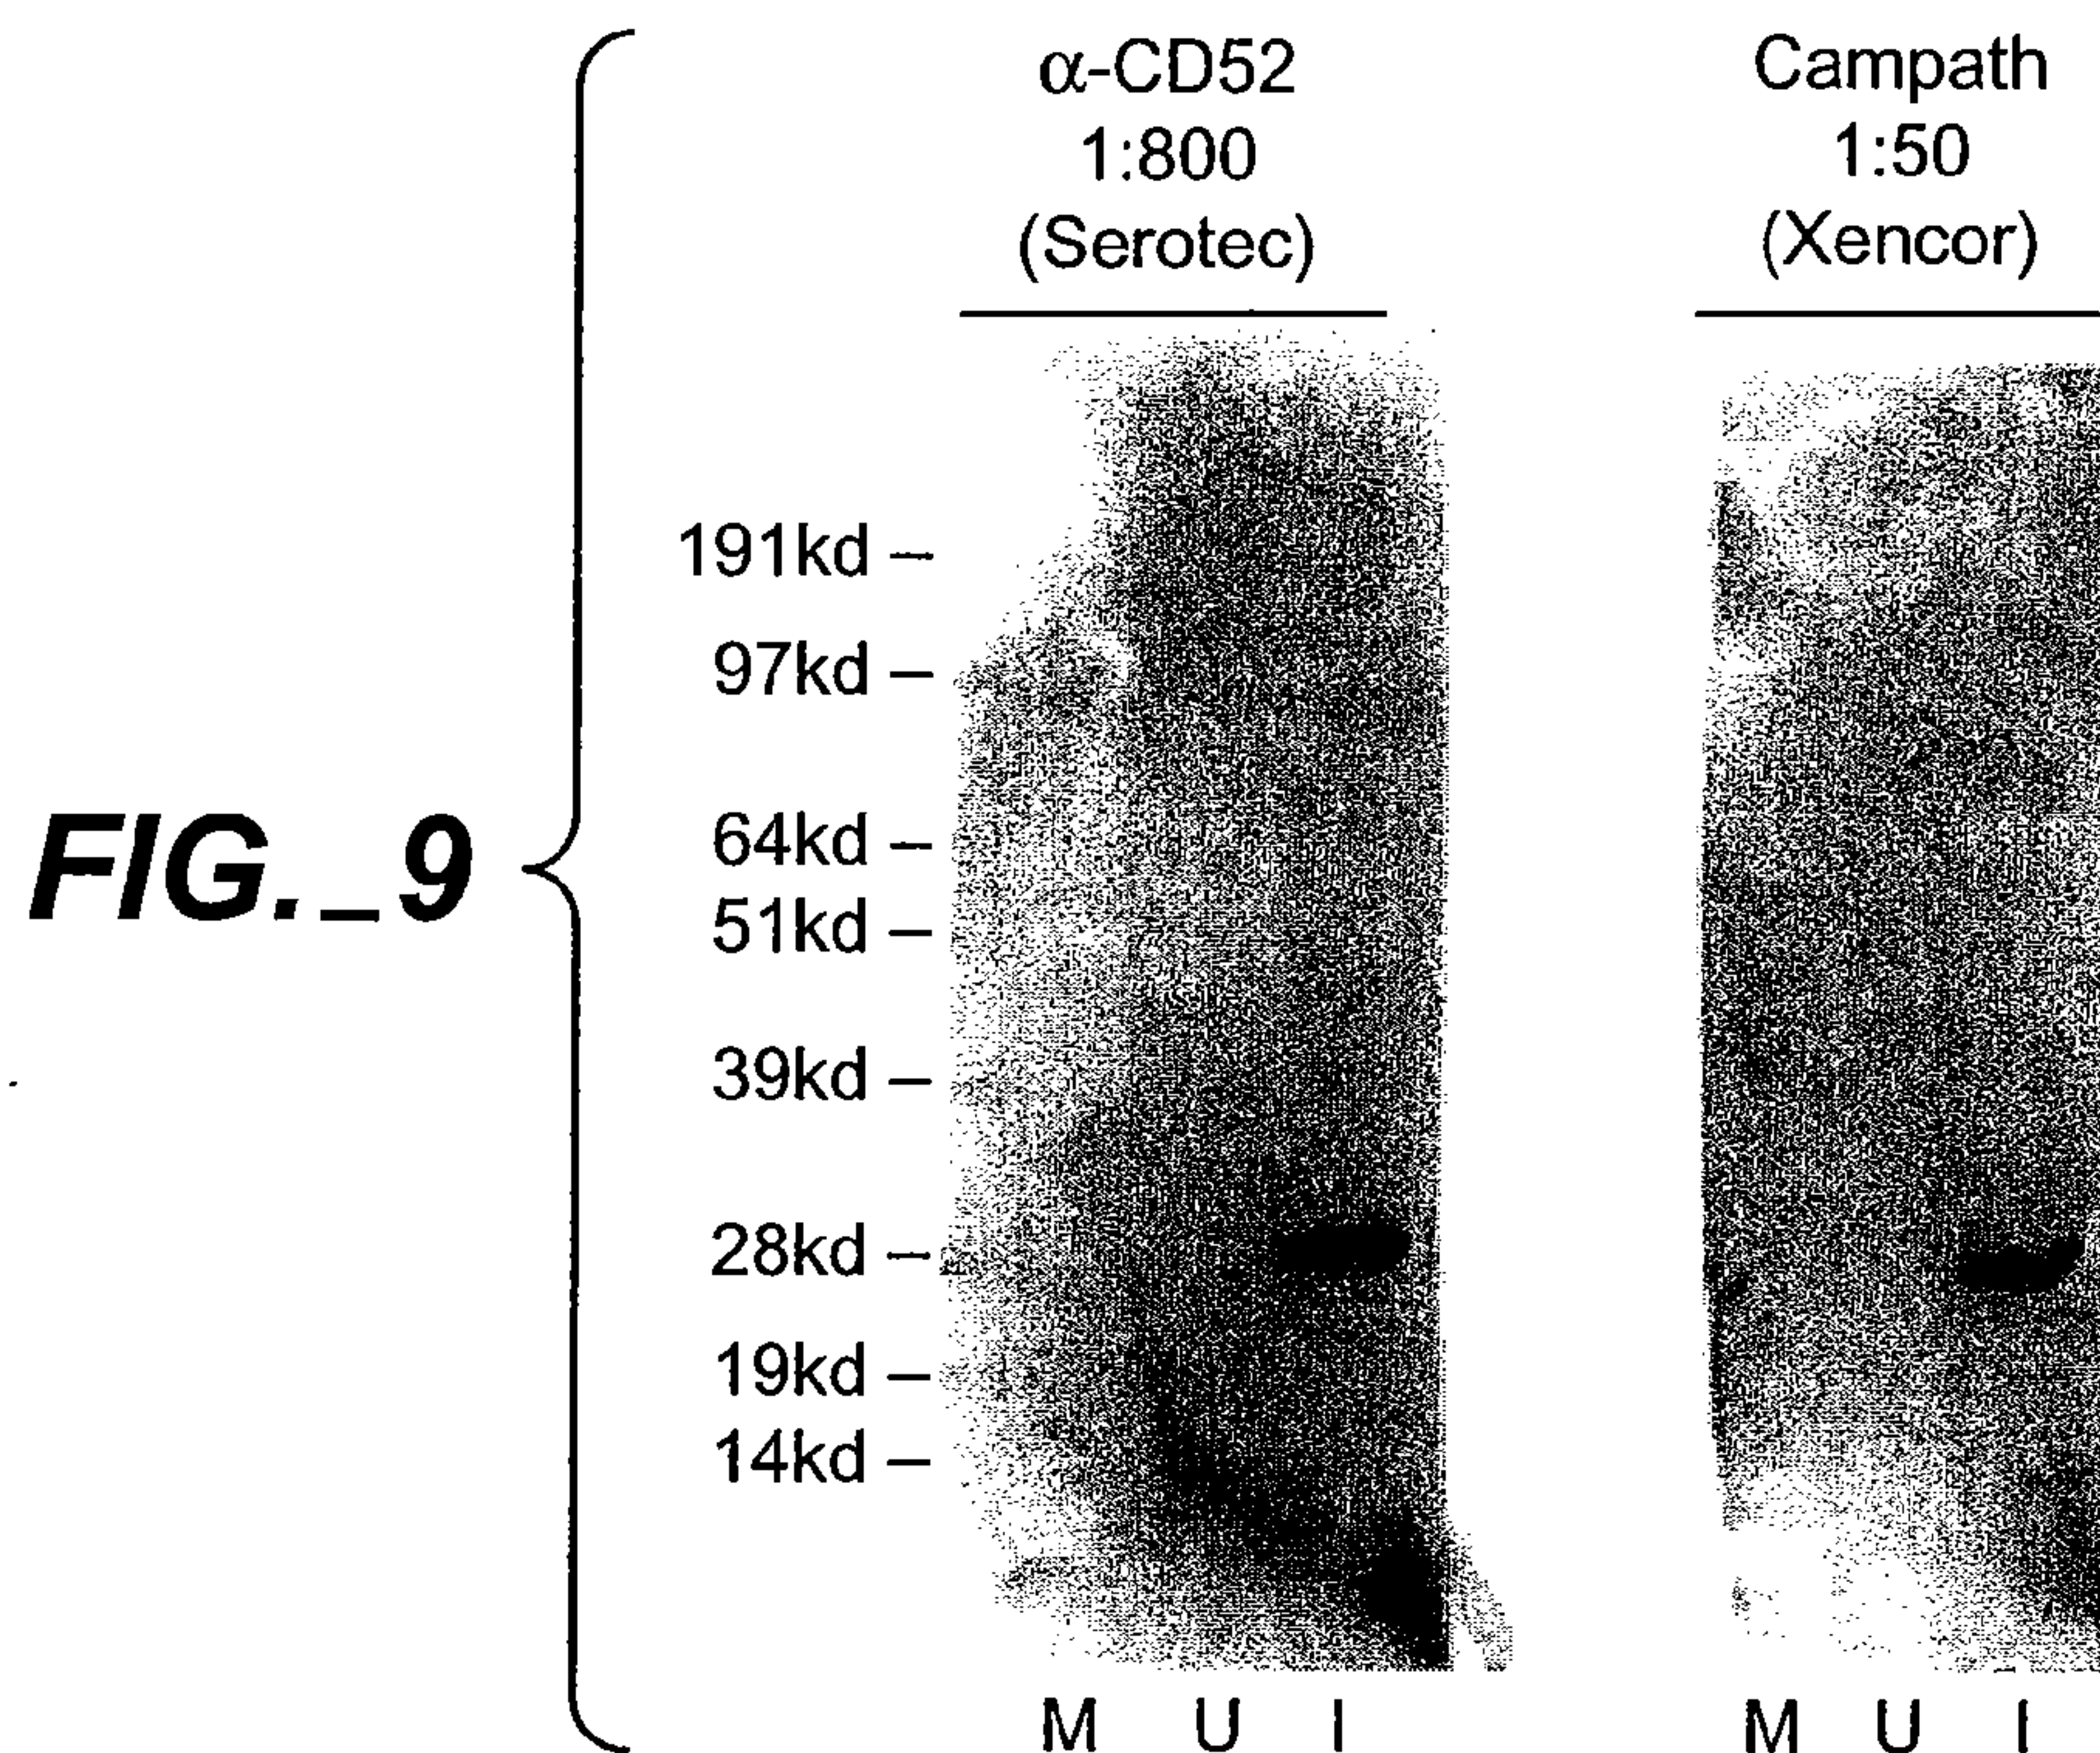 FIG._9
α-CD52
1:800
(Serotec)
Campath
1:50
(Xencor)
191kd –
97kd –
64kd –
51kd –
39kd –
28kd –
19kd –
14kd –
M U I
M U I